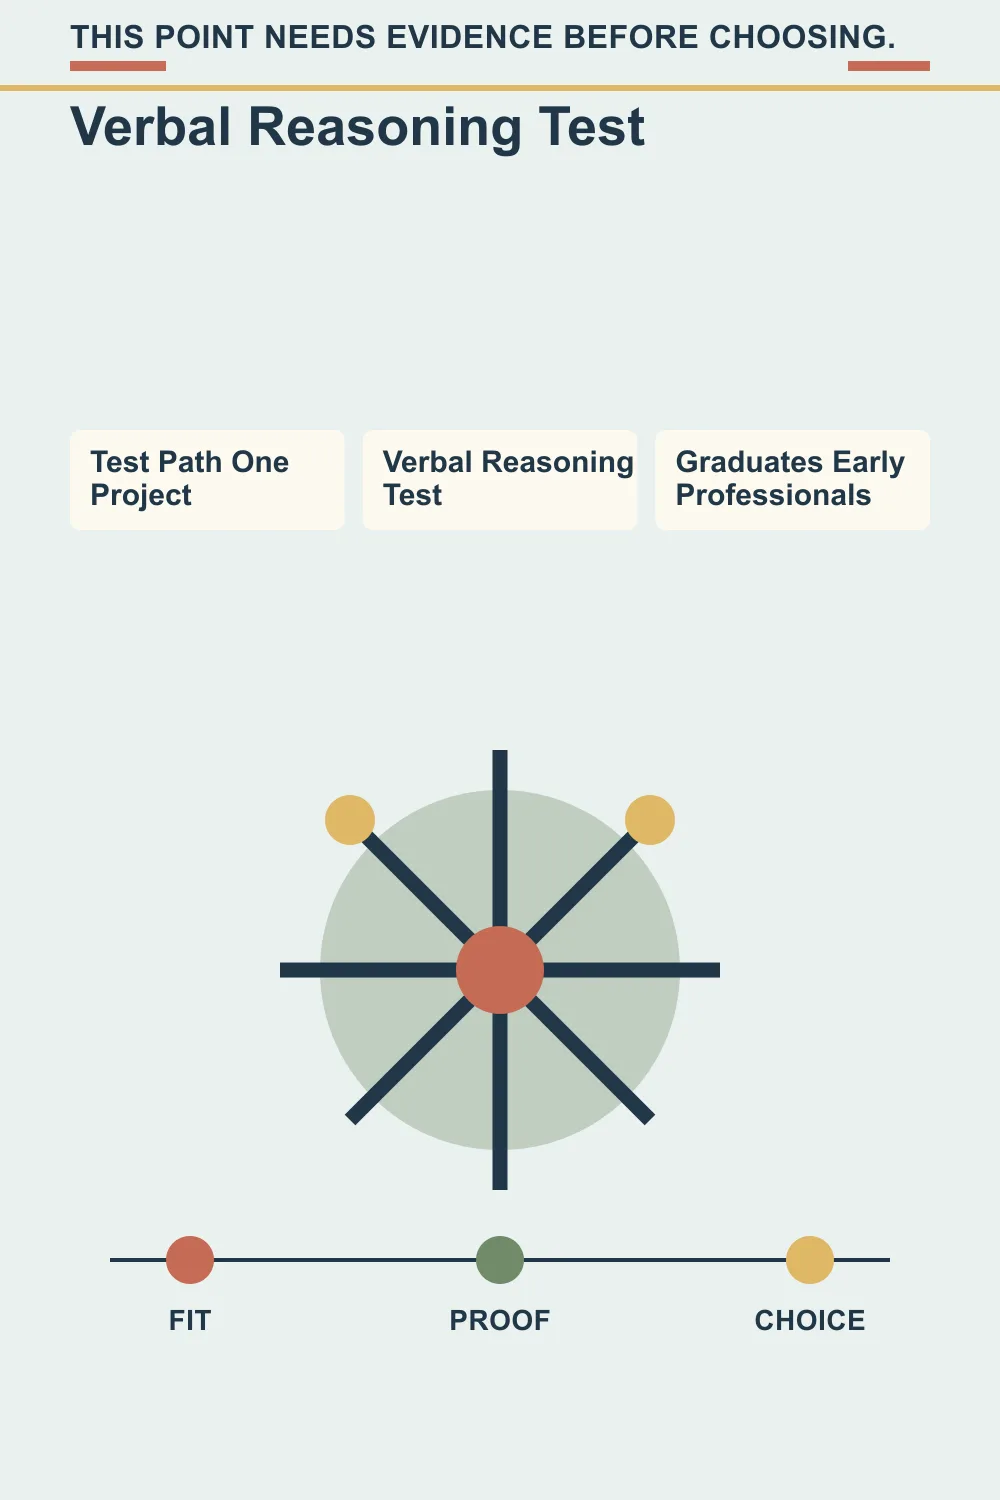 THIS POINT NEEDS EVIDENCE BEFORE CHOOSING.
Verbal Reasoning Test
Test Path One
Project
Verbal Reasoning
Test
Graduates Early
Professionals
FIT
PROOF
CHOICE